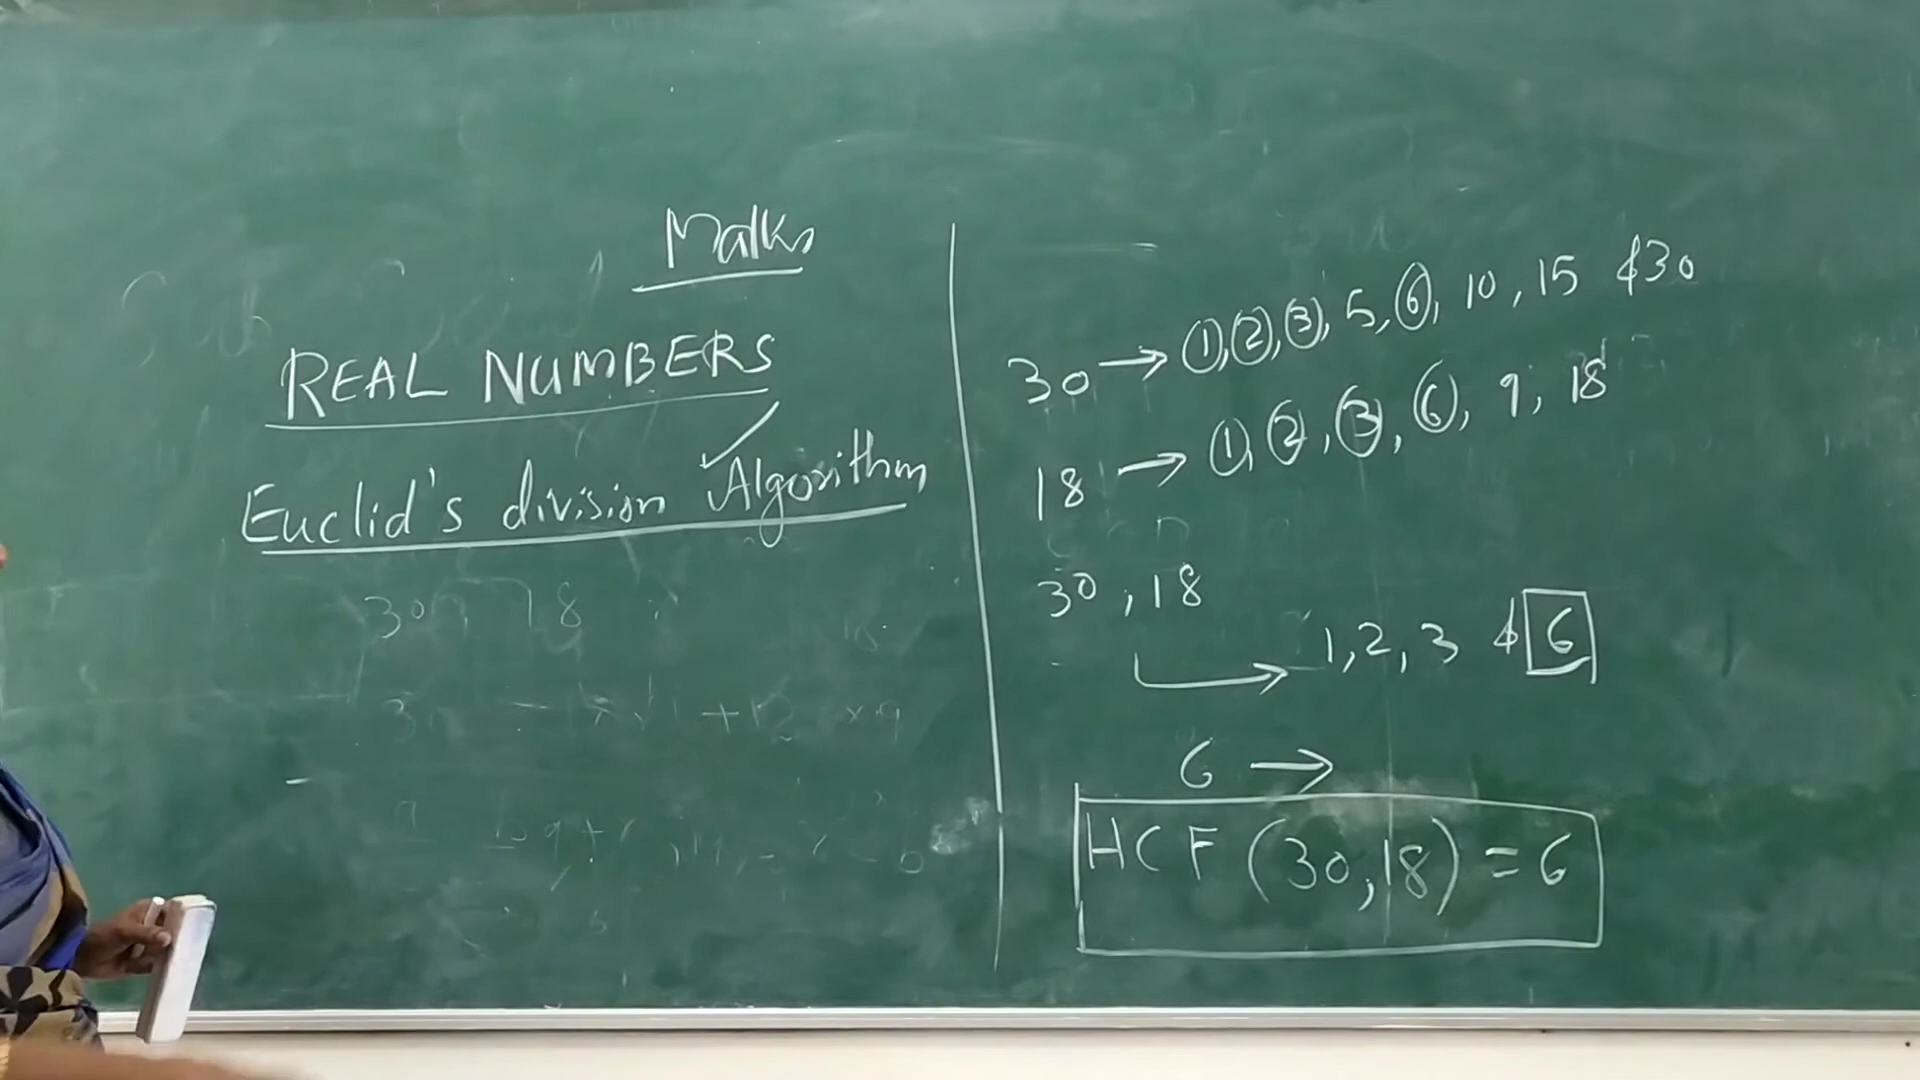 Maths
REAL NUMBERS
Euclid's division Algorithm
30 → 1, 2, 3, 5, 6, 10, 15 & 30
18 → 1, 2, 3, 6, 9, 18
30, 18
1, 2, 3 & 6
6 →
HCF (30, 18) = 6